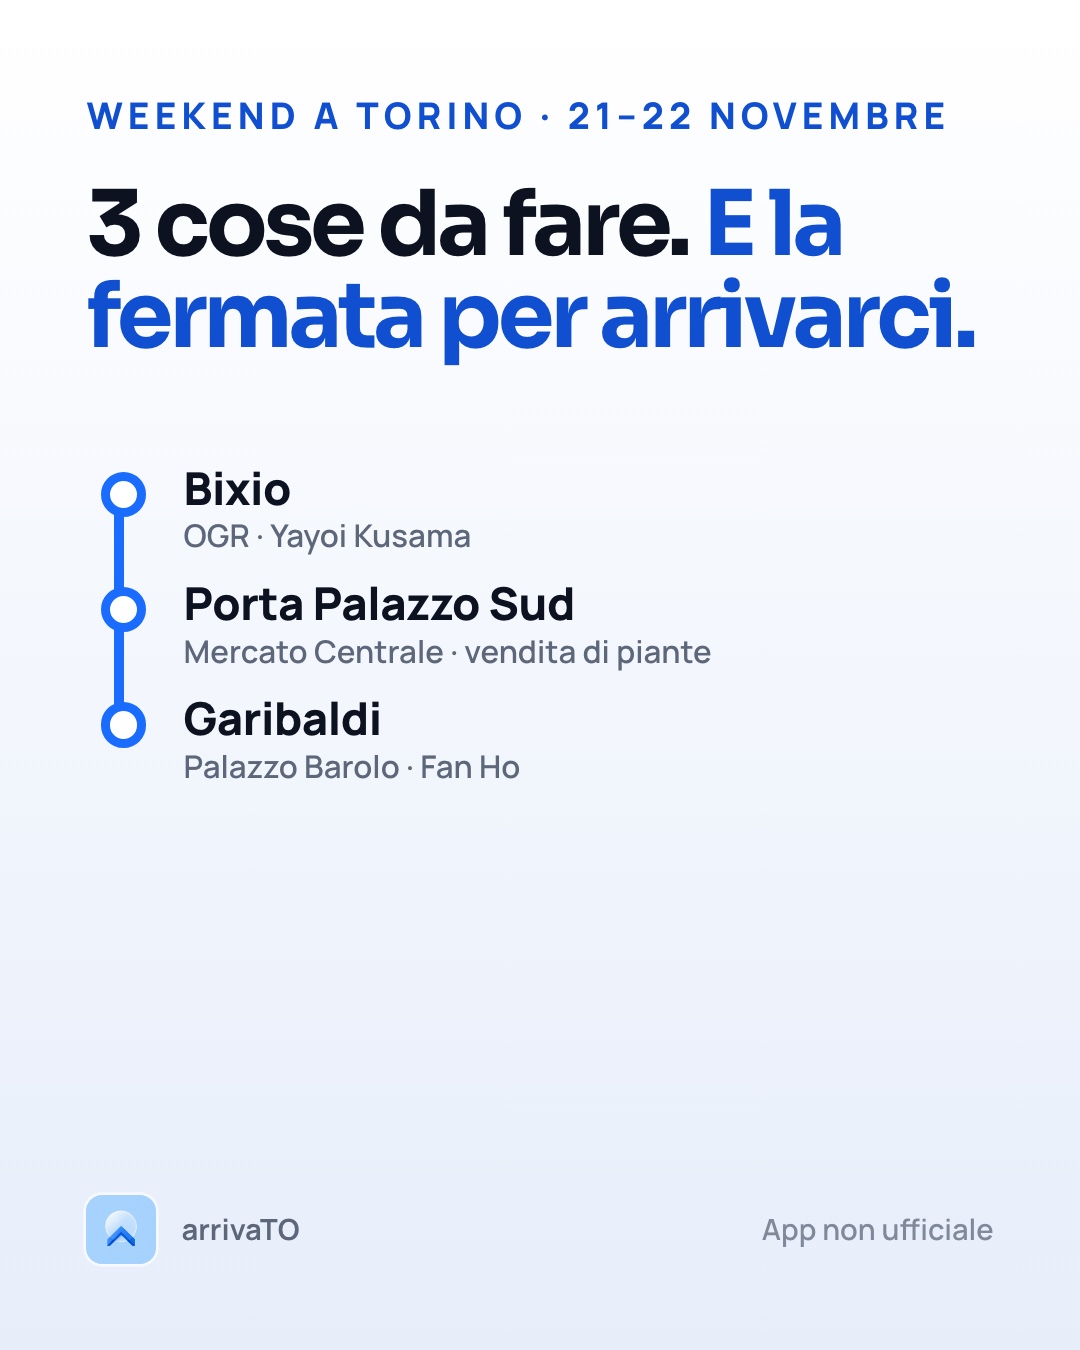 WEEKEND A TORINO · 21–22 NOVEMBRE
3 cose da fare. E la
fermata per arrivarci.
Bixio
OGR · Yayoi Kusama
Porta Palazzo Sud
Mercato Centrale · vendita di piante
Garibaldi
Palazzo Barolo · Fan Ho
arrivaTO
App non ufficiale